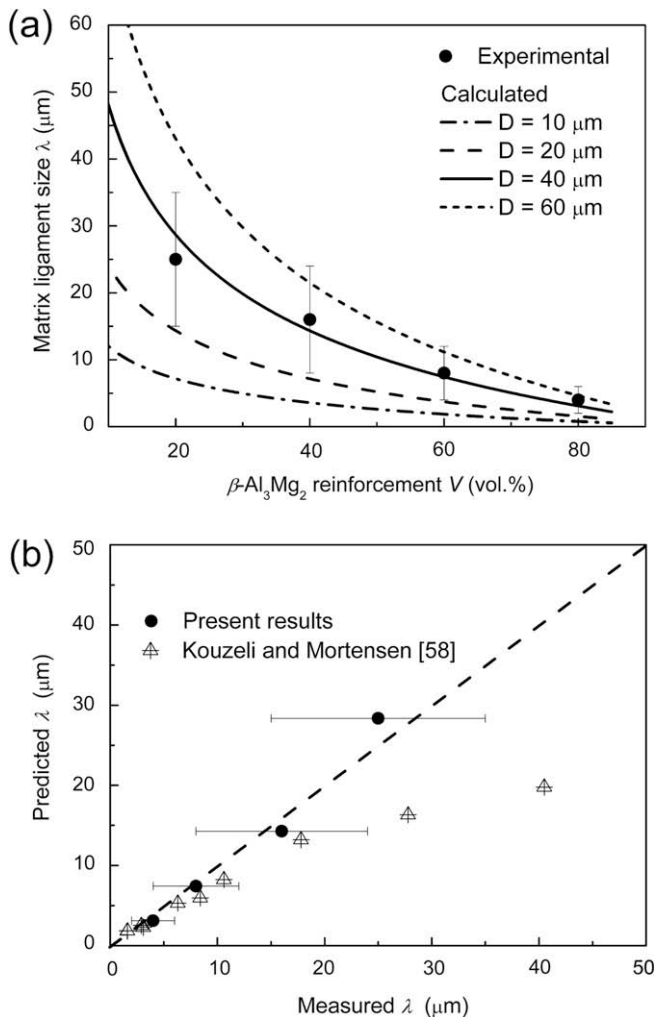 (a)
60
50
40
30
20
10
0
Matrix ligament size λ (μm)
Experimental
Calculated
D = 10 μm
D = 20 μm
D = 40 μm
D = 60 μm
20 40 60 80
β-Al₃Mg₂ reinforcement V (vol.%)
(b)
50
40
30
20
10
0
Predicted λ (μm)
Present results
Kouzeli and Mortensen [58]
0 10 20 30 40 50
Measured λ (μm)